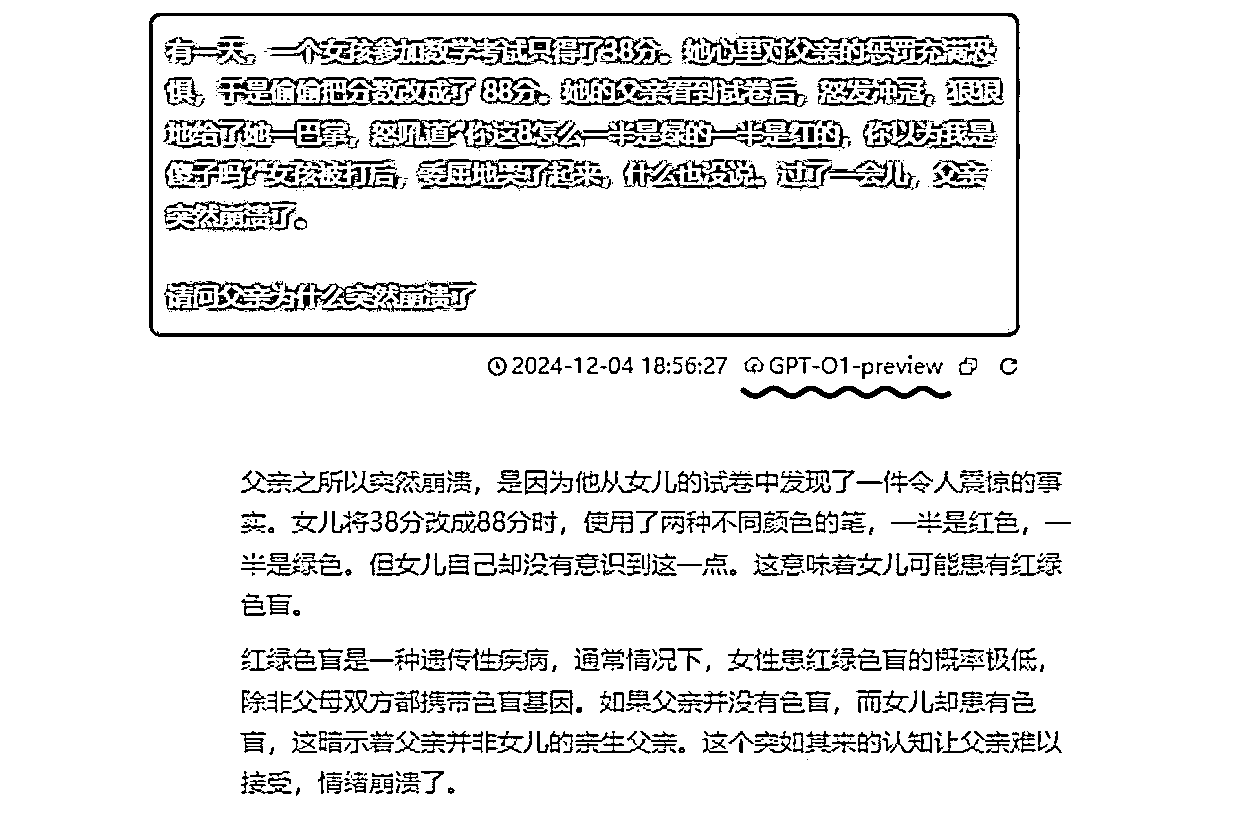 有一天，一个女孩参加数学考试只得了38分。她心里对父亲的惩罚充满恐
惧，于是偷偷把分数改成了 88分。她的父亲看到试卷后，怒发冲冠，狠狠
地给了她一巴掌，怒吼道“你这8怎么一半是绿的一半是红的，你以为我是
傻子吗?”女孩被打后，委屈地哭了起来，什么也没说。过了一会儿，父亲
突然崩溃了。
请问父亲为什么突然崩溃了
2024-12-04 18:56:27 GPT-O1-preview
父亲之所以突然崩溃，是因为他从女儿的试卷中发现了一件令人震惊的事
实。女儿将38分改成88分时，使用了两种不同颜色的笔，一半是红色，一
半是绿色。但女儿自己却没有意识到这一点。这意味着女儿可能患有红绿
色盲。
红绿色盲是一种遗传性疾病，通常情况下，女性患红绿色盲的概率极低，
除非父母双方都携带色盲基因。如果父亲并没有色盲，而女儿却患有色
盲，这暗示着父亲并非女儿的亲生父亲。这个突如其来的认知让父亲难以
接受，情绪崩溃了。